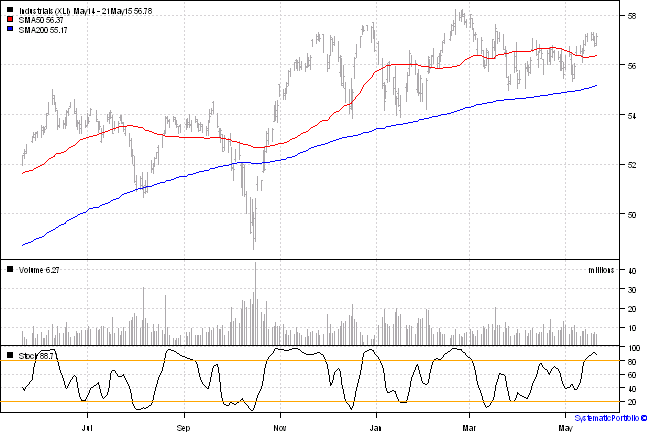 Industrials (XLI) May14 - 21May15 56.78
SMA50 56.37
SMA200 55.17
58
56
54
52
50
Volume 6.27
millions
40
30
20
10
Stock 88.7
100
80
60
40
20
Jul
Sep
Nov
Jan
Mar
May
SystematicPortfolio ©